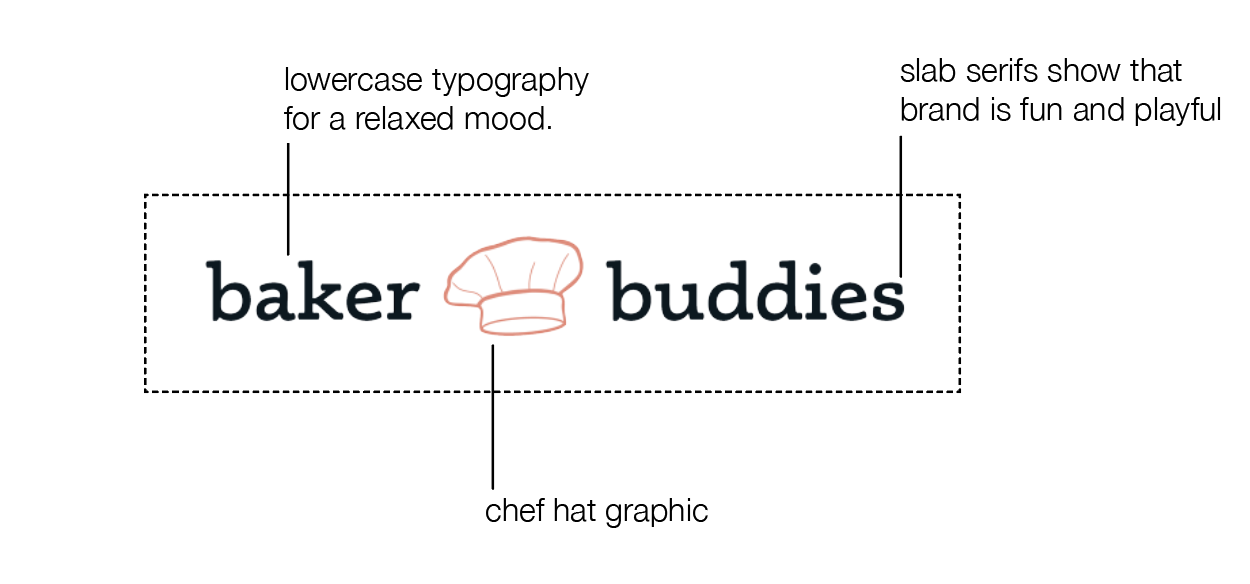 lowercase typography
for a relaxed mood.
slab serifs show that
brand is fun and playful
baker buddies
chef hat graphic